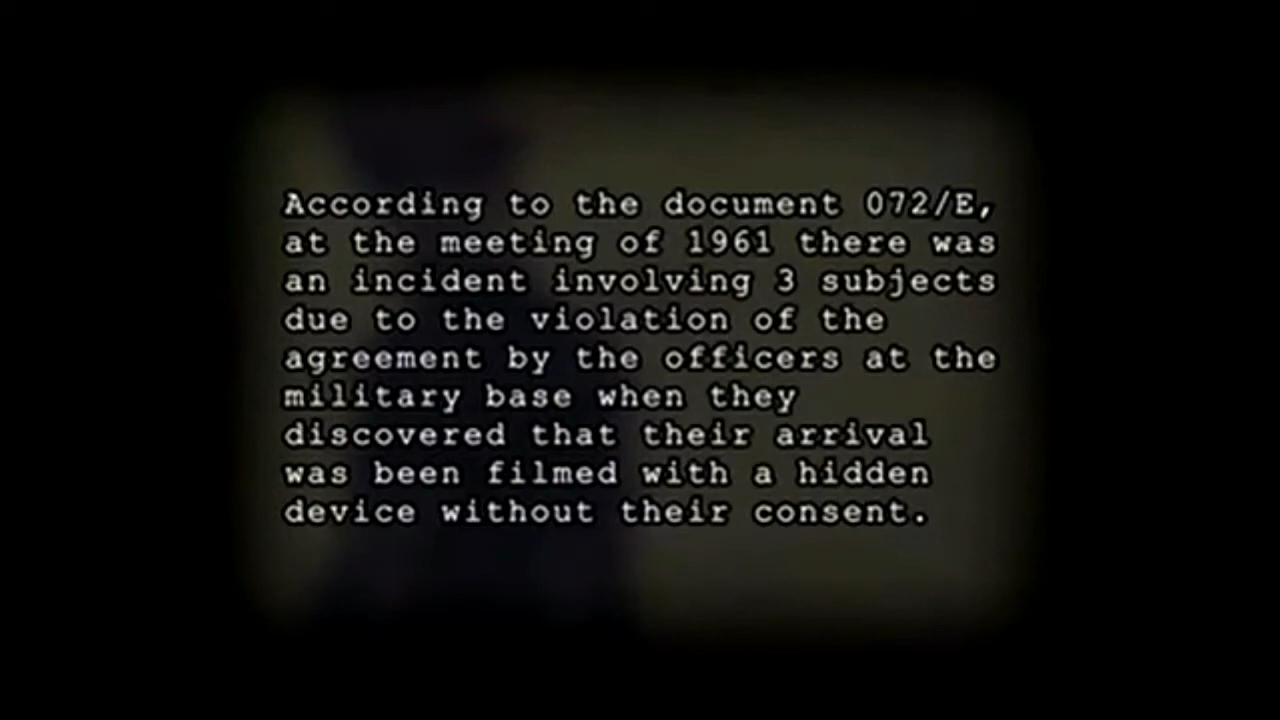 According to the document 072/E,
at the meeting of 1961 there was
an incident involving 3 subjects
due to the violation of the
agreement by the officers at the
military base when they
discovered that their arrival
was been filmed with a hidden
device without their consent.